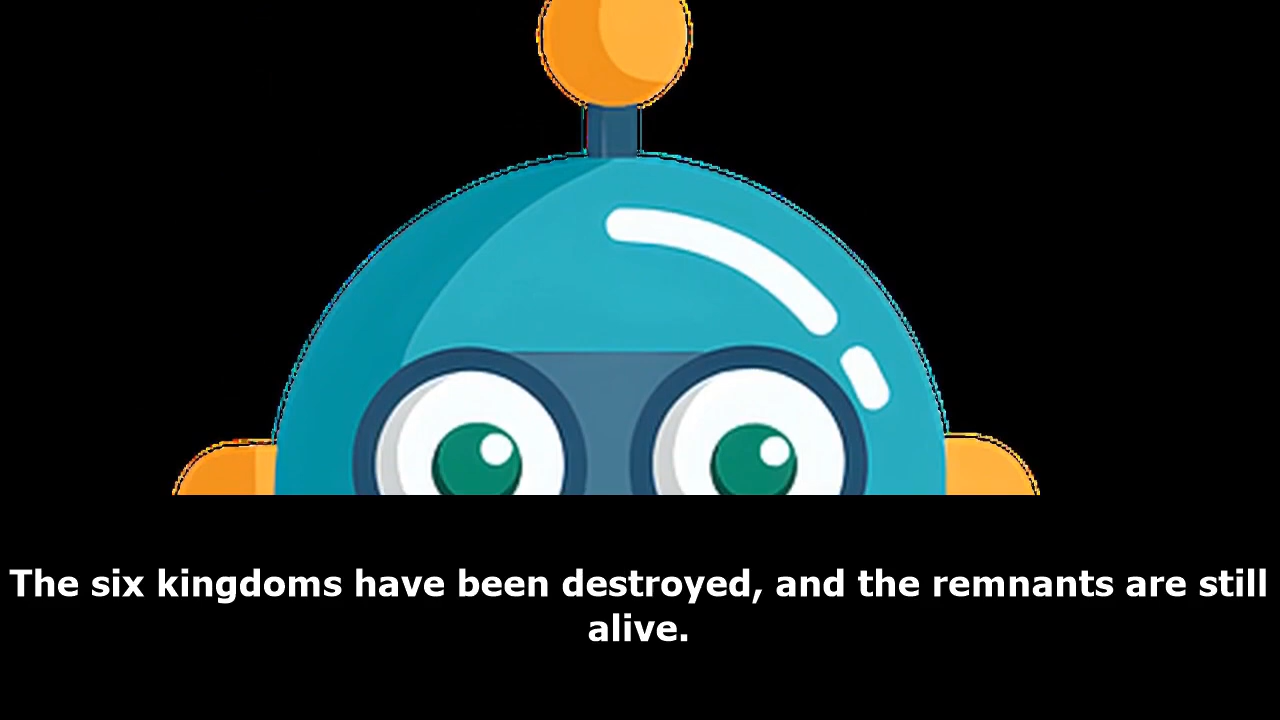 The six kingdoms have been destroyed, and the remnants are still
alive.